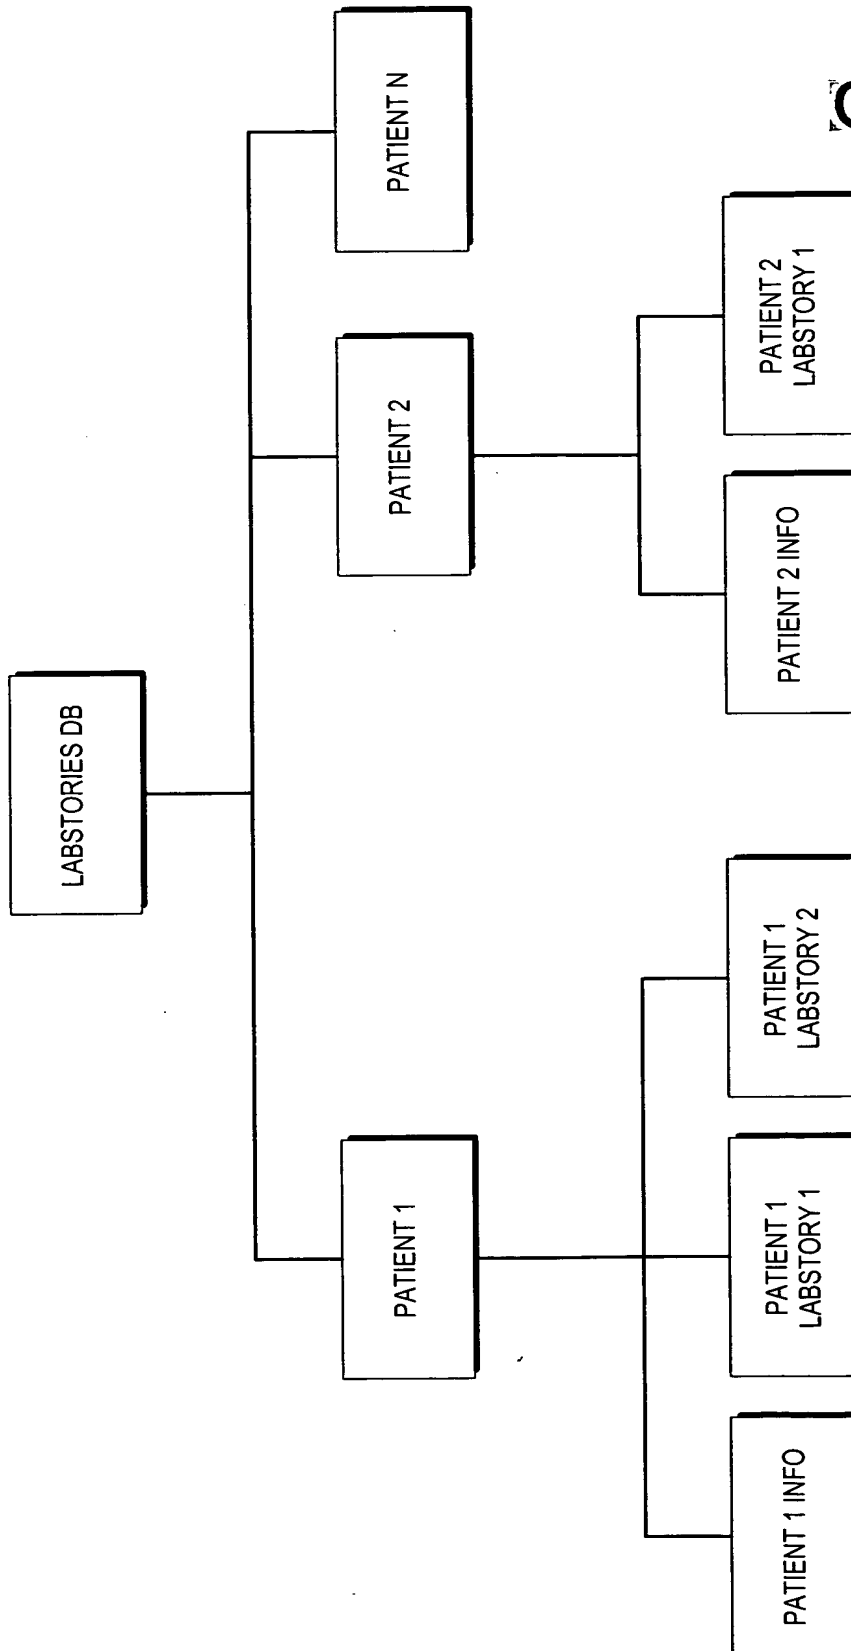 LABSTORIES DB
PATIENT 1
PATIENT 2
PATIENT N
PATIENT 1 INFO
PATIENT 1
LABSTORY 1
PATIENT 1
LABSTORY 2
PATIENT 2 INFO
PATIENT 2
LABSTORY 1